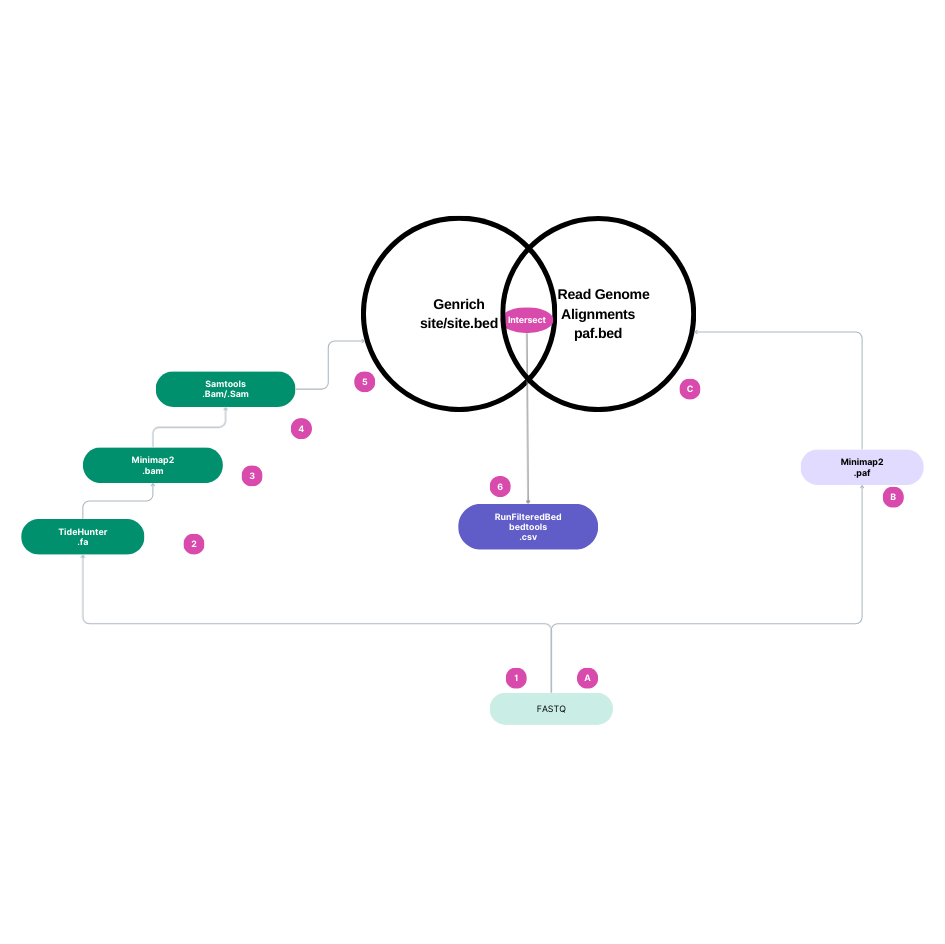 Genrich
site/site.bed
Intersect
Read Genome
Alignments
paf.bed
5
C
Samtools
.Bam/.Sam
4
Minimap2
.bam
3
Minimap2
.paf
B
6
RunFilteredBed
bedtools
.csv
TideHunter
.fa
2
1
A
FASTQ